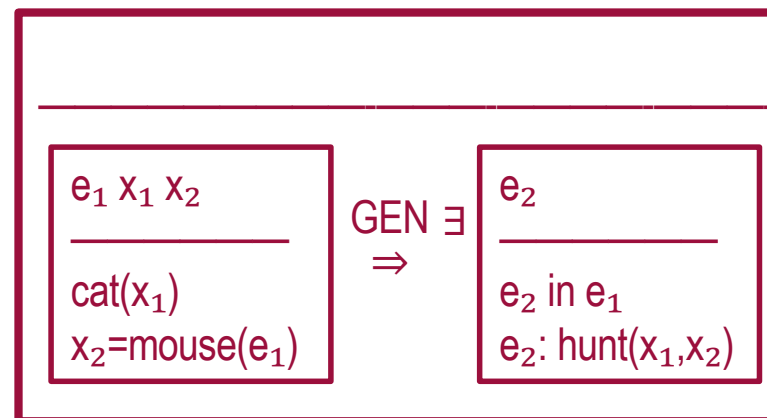 e₁ x₁ x₂
cat(x₁)
x₂=mouse(e₁)
GEN ∃
⇒
e₂
e₂ in e₁
e₂: hunt(x₁,x₂)